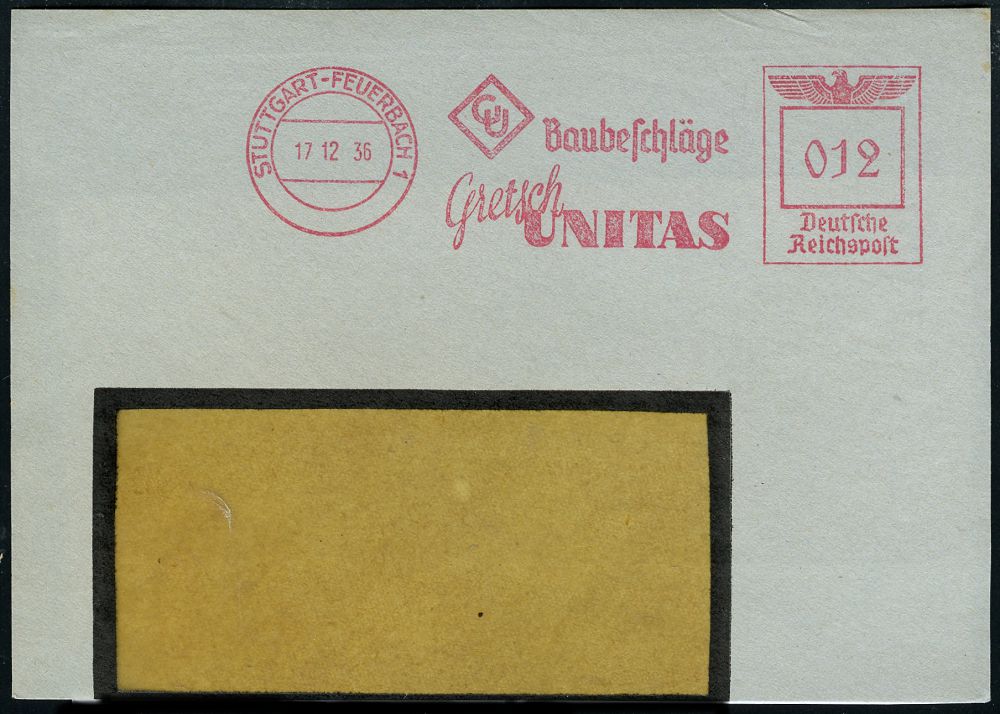 STUTTGART-FEUERBACH 1
17 12 36
GU
Baubeſchläge
Gretsch
UNITAS
012
Deutſche
Reichspoſt